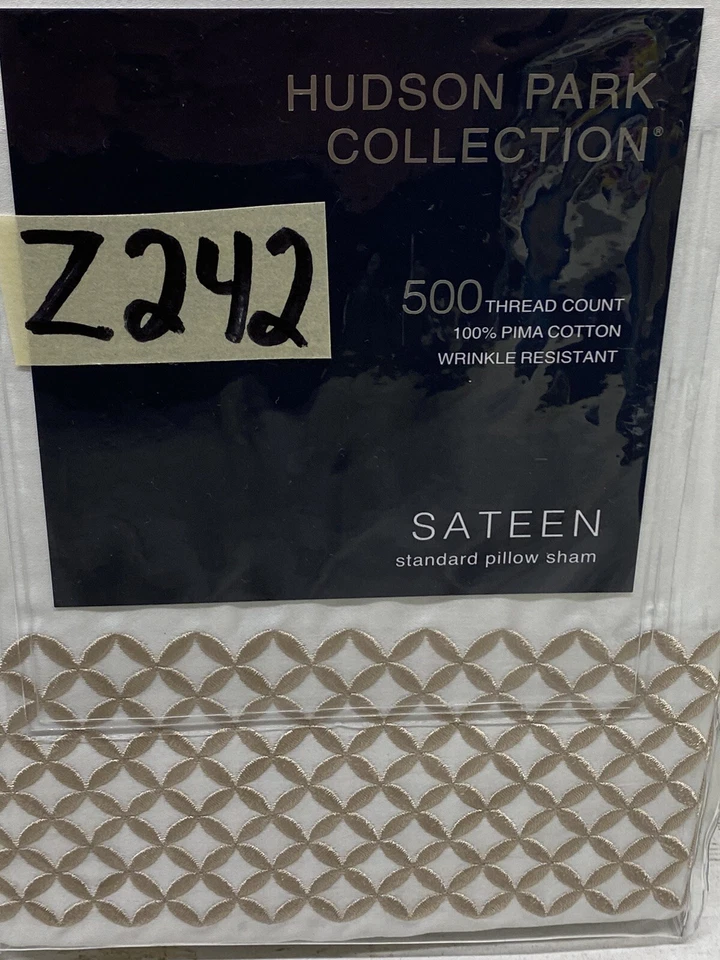 HUDSON PARK
COLLECTION®
Z242
500 THREAD COUNT
100% PIMA COTTON
WRINKLE RESISTANT
SATEEN
standard pillow sham